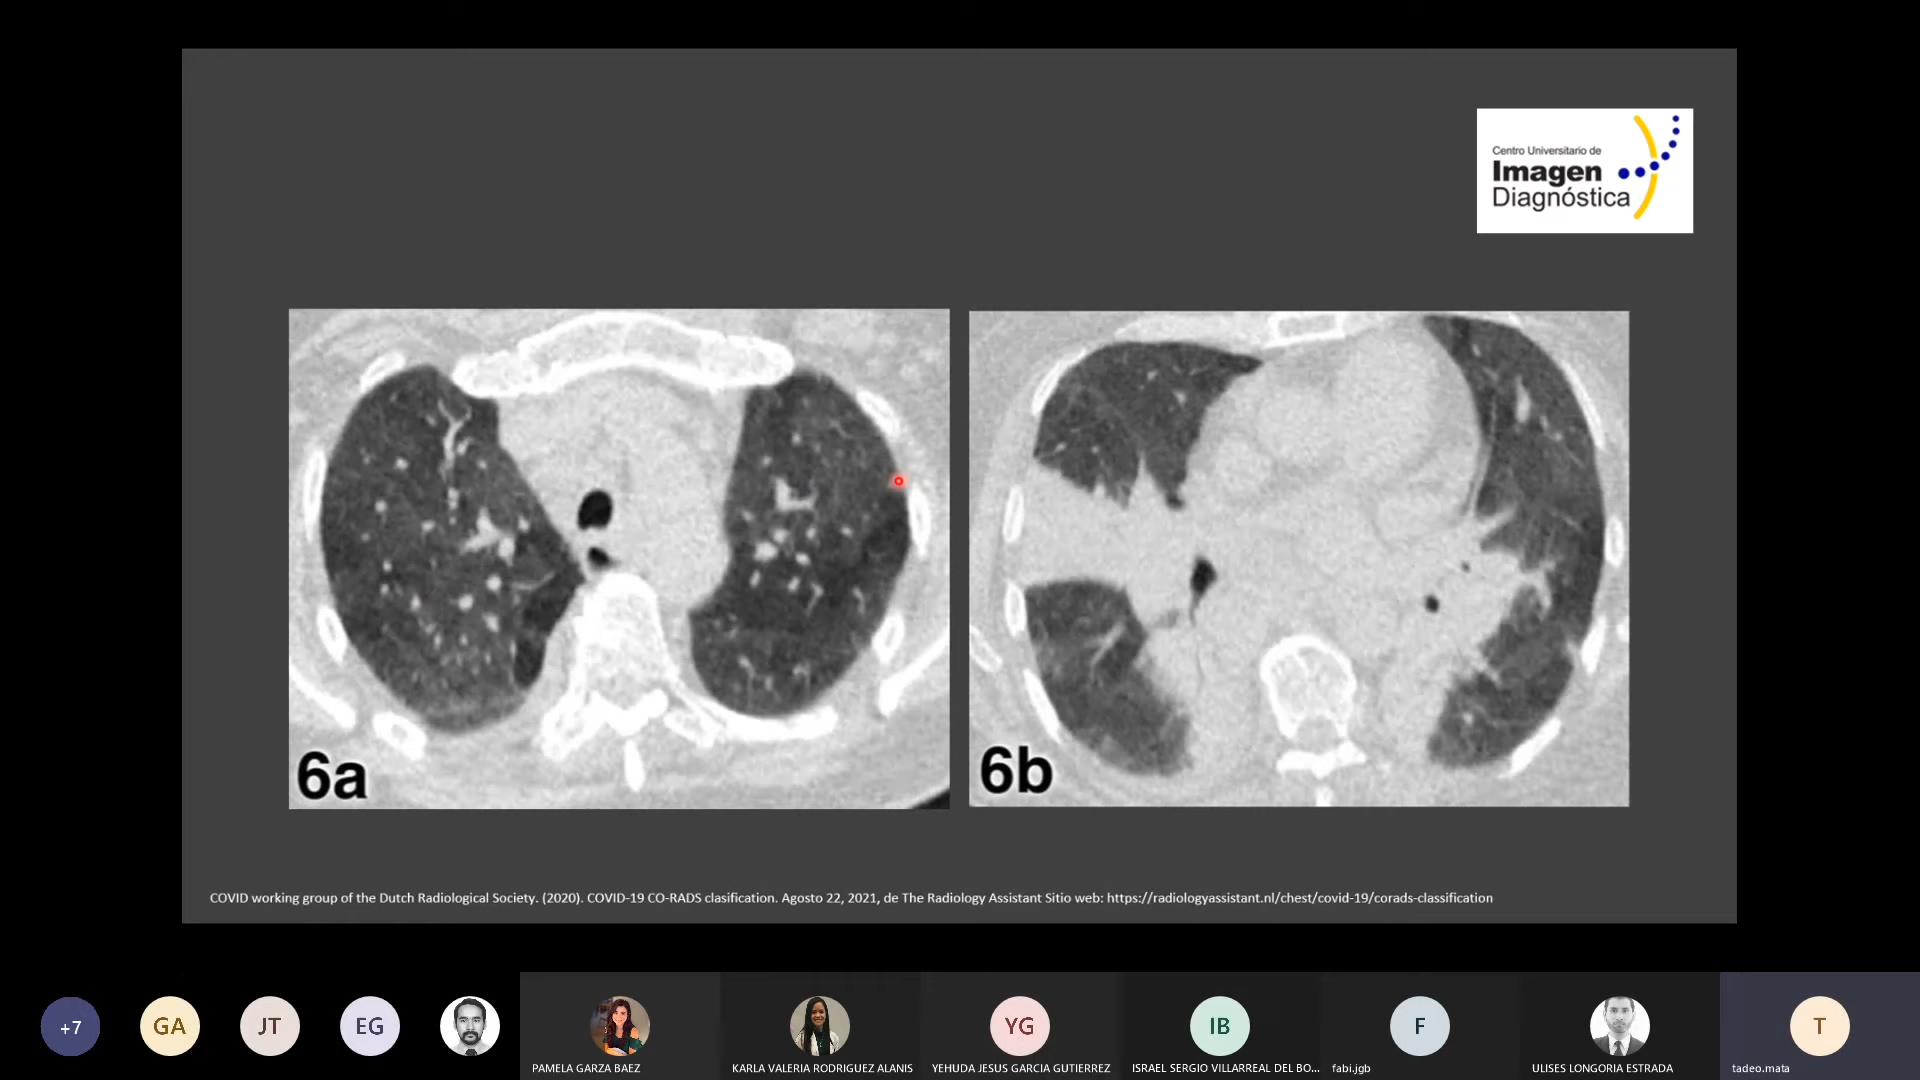 Centro Universitario de
Imagen
Diagnóstica
6a
6b
COVID working group of the Dutch Radiological Society. (2020). COVID-19 CO-RADS clasification. Agosto 22, 2021, de The Radiology Assistant Sitio web: https://radiologyassistant.nl/chest/covid-19/corads-classification
+7
GA
JT
EG
YG
IB
F
T
PAMELA GARZA BAEZ
KARLA VALERIA RODRIGUEZ ALANIS
YEHUDA JESUS GARCIA GUTIERREZ
ISRAEL SERGIO VILLARREAL DEL BO...
fabi.jgb
ULISES LONGORIA ESTRADA
tadeo.mata